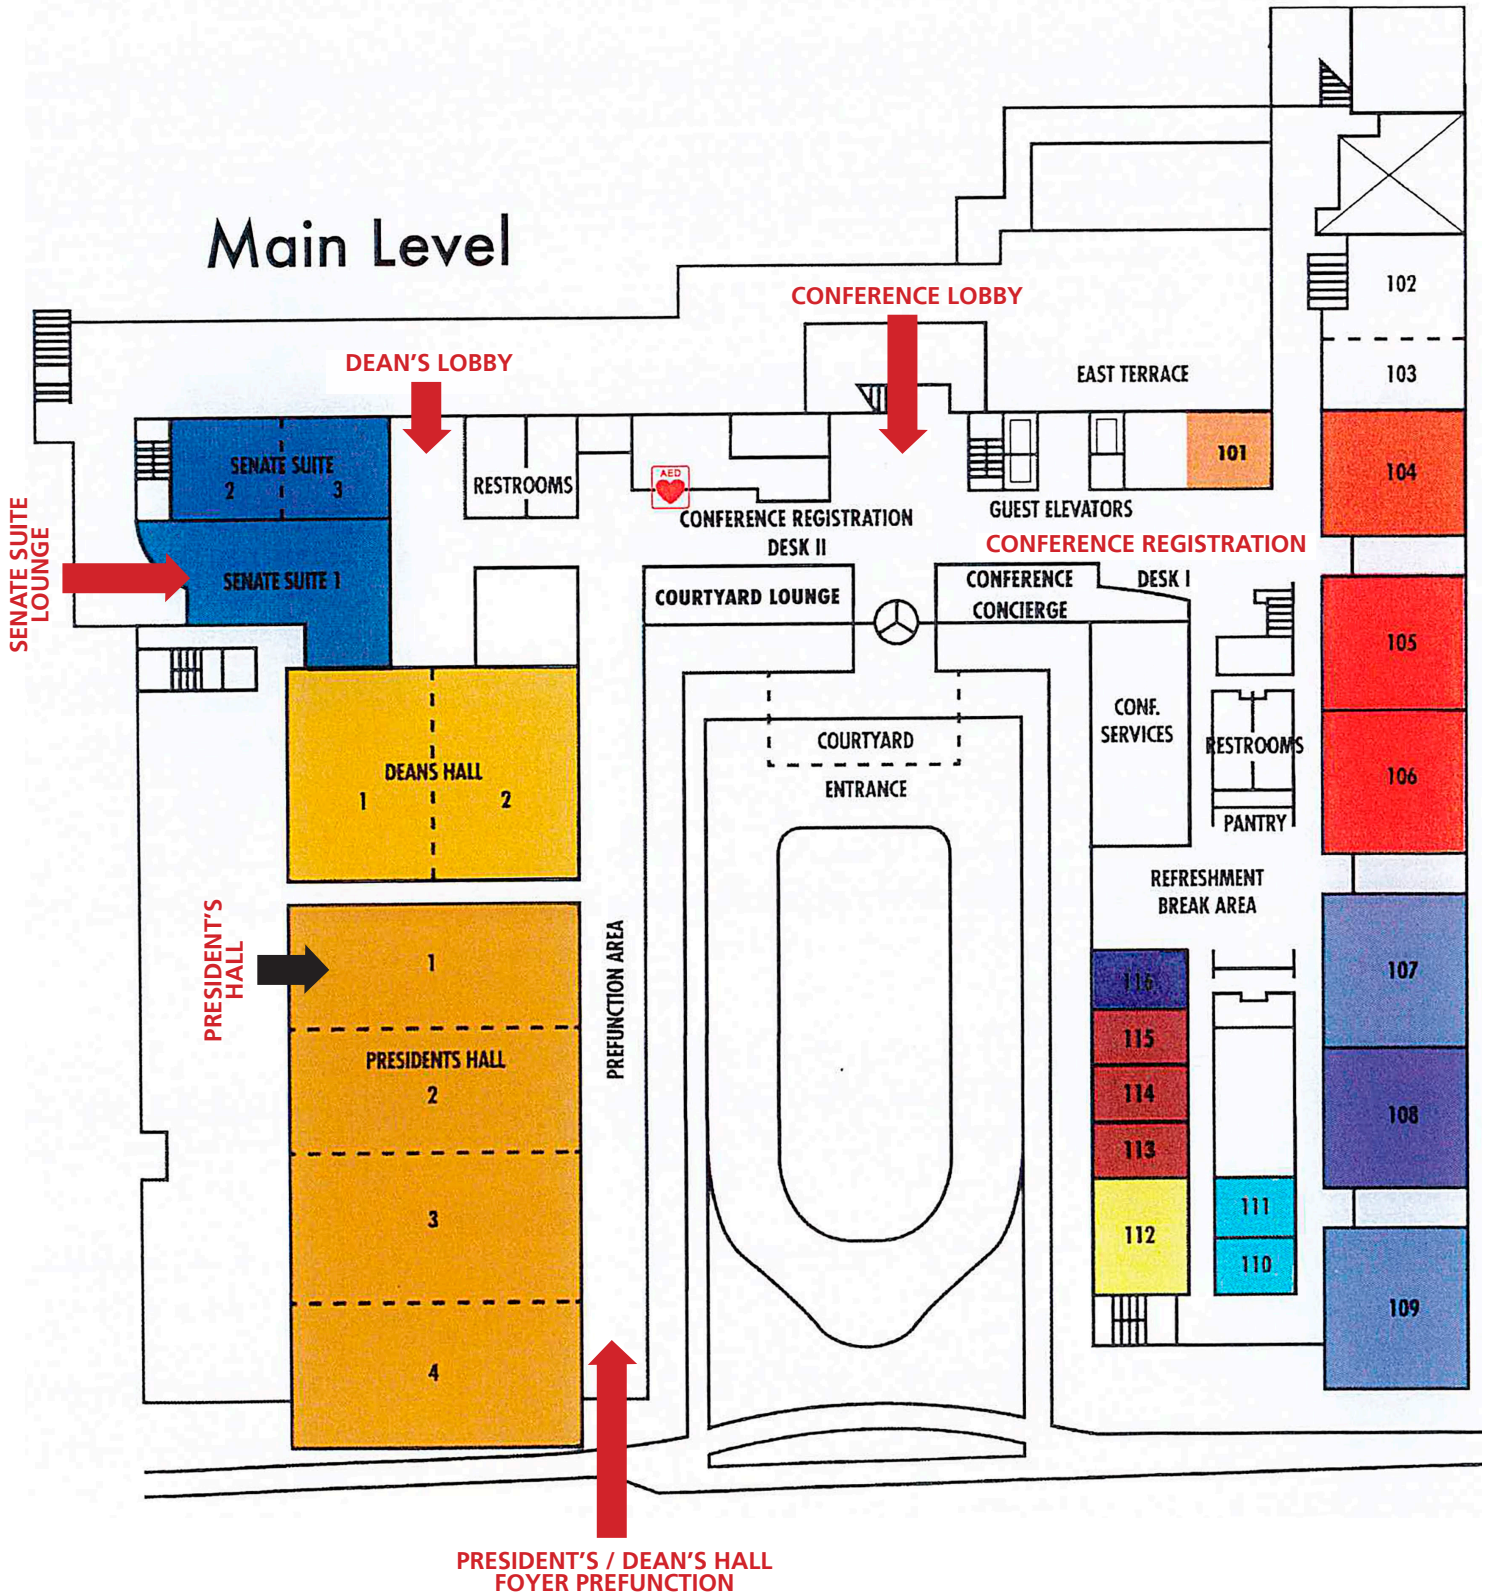 Main Level
CONFERENCE LOBBY
102
DEAN'S LOBBY
EAST TERRACE
103
SENATE SUITE
2
3
RESTROOMS
AED
101
104
CONFERENCE REGISTRATION
DESK II
GUEST ELEVATORS
CONFERENCE REGISTRATION
DESK I
SENATE SUITE
LOUNGE
SENATE SUITE 1
COURTYARD LOUNGE
CONFERENCE
CONCIERGE
105
CONF.
SERVICES
RESTROOMS
COURTYARD
ENTRANCE
DEANS HALL
1
2
106
PANTRY
REFRESHMENT
BREAK AREA
PRESIDENT'S
HALL
1
PREFUNCTION AREA
116
107
PRESIDENTS HALL
2
115
114
108
113
3
112
111
110
109
4
PRESIDENT'S / DEAN'S HALL
FOYER PREFUNCTION